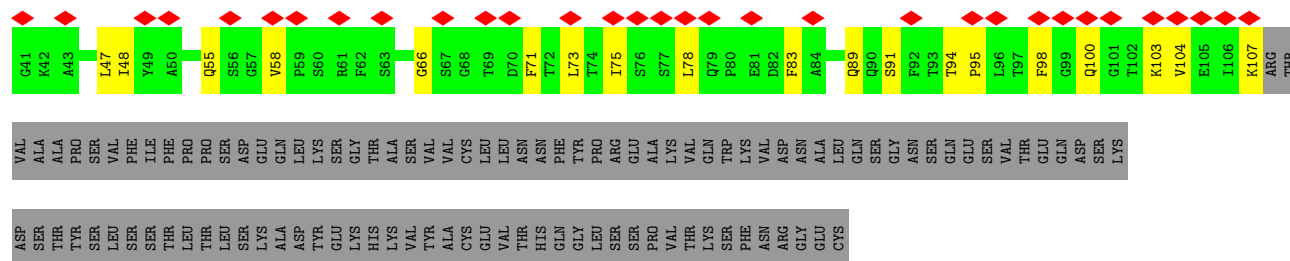 G41 K42 A43 L47 I48 Y49 A50 Q55 S56 G57 V58 P59 S60 R61 F62 S63 G66 S67 G68 T69 D70 F71 T72 L73 T74 I75 S76 S77 L78 Q79 P80 E81 D82 F83 A84 Q89 Q90 S91 F92 T93 T94 P95 L96 T97 F98 G99 Q100 G101 T102 K103 V104 E105 I106 K107 ARG THR
VAL ALA ALA PRO SER VAL PHE ILE PHE PRO PRO SER ASP GLU GLN LEU LYS SER GLY THR ALA SER VAL VAL CYS LEU LEU ASN ASN PHE TYR PRO ARG GLU ALA LYS VAL GLN TRP LYS VAL ASP ASN ALA LEU GLN SER GLY ASN SER GLN GLU SER VAL THR GLU GLN ASP SER LYS
ASP SER THR TYR SER LEU SER SER THR LEU THR LEU SER LYS ALA ASP TYR GLU LYS HIS LYS VAL TYR ALA CYS GLU VAL THR HIS GLN GLY LEU SER SER PRO VAL THR LYS SER PHE ASN ARG GLY GLU CYS